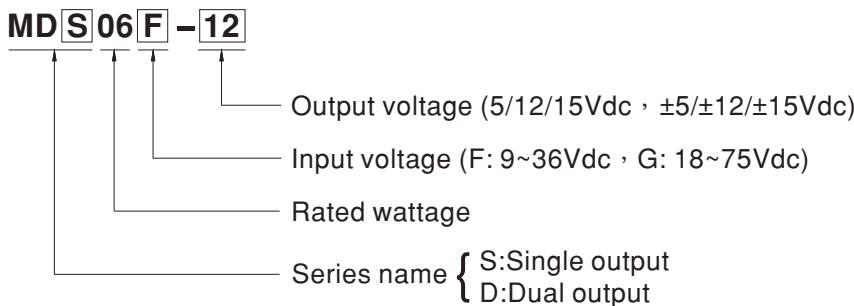 MDS06F-12
Output voltage (5/12/15Vdc，±5/±12/±15Vdc)
Input voltage (F: 9~36Vdc，G: 18~75Vdc)
Rated wattage
Series name { S:Single output
D:Dual output